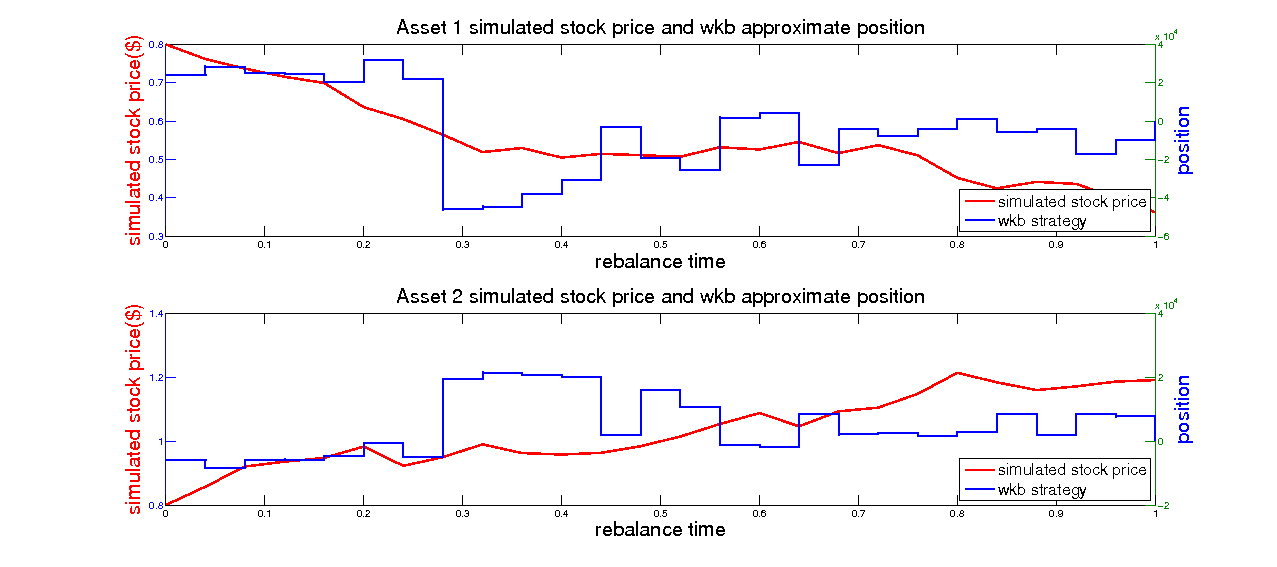 Asset 1 simulated stock price and wkb approximate position
x 10^4
simulated stock price($)
0.8
0.7
0.6
0.5
0.4
0.3
4
2
0
-2
-4
-6
position
simulated stock price
wkb strategy
0 0.1 0.2 0.3 0.4 0.5 0.6 0.7 0.8 0.9 1
rebalance time
Asset 2 simulated stock price and wkb approximate position
x 10^4
simulated stock price($)
1.4
1.2
1
0.8
4
2
0
-2
position
simulated stock price
wkb strategy
0 0.1 0.2 0.3 0.4 0.5 0.6 0.7 0.8 0.9 1
rebalance time